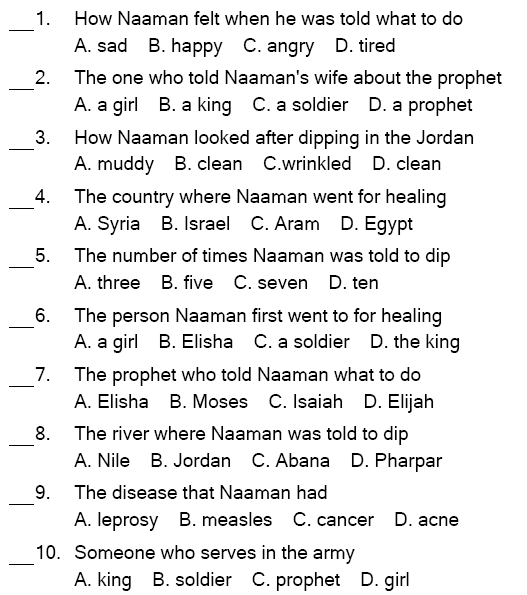 ___1. How Naaman felt when he was told what to do
A. sad B. happy C. angry D. tired
___2. The one who told Naaman's wife about the prophet
A. a girl B. a king C. a soldier D. a prophet
___3. How Naaman looked after dipping in the Jordan
A. muddy B. clean C.wrinkled D. clean
___4. The country where Naaman went for healing
A. Syria B. Israel C. Aram D. Egypt
___5. The number of times Naaman was told to dip
A. three B. five C. seven D. ten
___6. The person Naaman first went to for healing
A. a girl B. Elisha C. a soldier D. the king
___7. The prophet who told Naaman what to do
A. Elisha B. Moses C. Isaiah D. Elijah
___8. The river where Naaman was told to dip
A. Nile B. Jordan C. Abana D. Pharpar
___9. The disease that Naaman had
A. leprosy B. measles C. cancer D. acne
___10. Someone who serves in the army
A. king B. soldier C. prophet D. girl